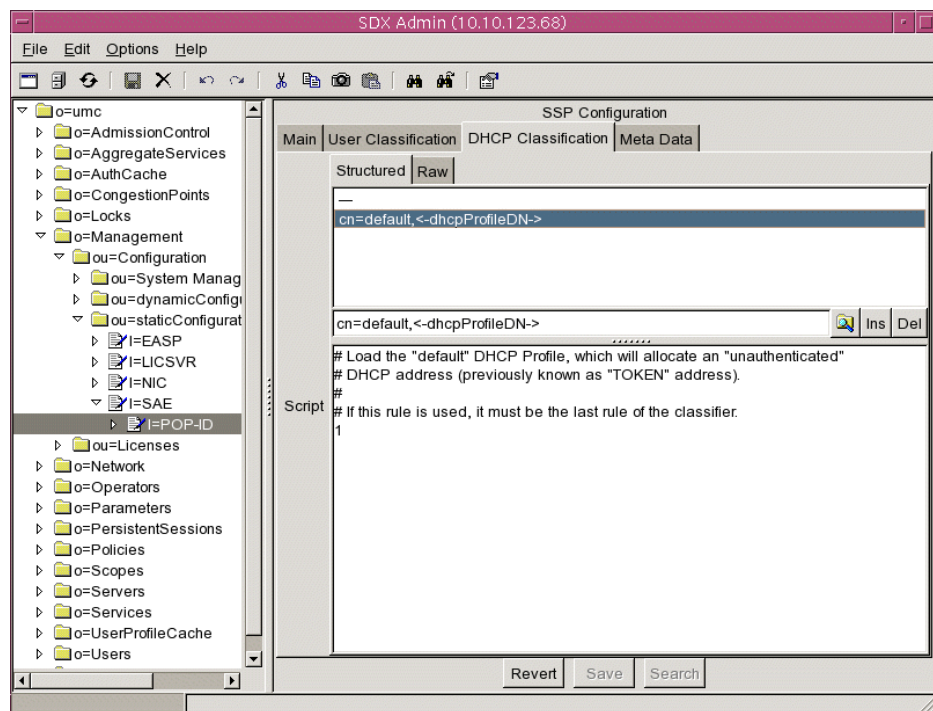 SDX Admin (10.10.123.68)
File Edit Options Help
o=umc
o=AdmissionControl
o=AggregateServices
o=AuthCache
o=CongestionPoints
o=Locks
o=Management
ou=Configuration
ou=System Manag
ou=dynamicConfigu
ou=staticConfigurat
l=EASP
l=LICSVR
l=NIC
l=SAE
l=POP-ID
ou=Licenses
o=Network
o=Operators
o=Parameters
o=PersistentSessions
o=Policies
o=Scopes
o=Servers
o=Services
o=UserProfileCache
o=Users
SSP Configuration
Main User Classification DHCP Classification Meta Data
Structured Raw
—
cn=default,<-dhcpProfileDN->
cn=default,<-dhcpProfileDN-> Ins Del
Script
# Load the "default" DHCP Profile, which will allocate an "unauthenticated"
# DHCP address (previously known as "TOKEN" address).
#
# If this rule is used, it must be the last rule of the classifier.
1
Revert Save Search